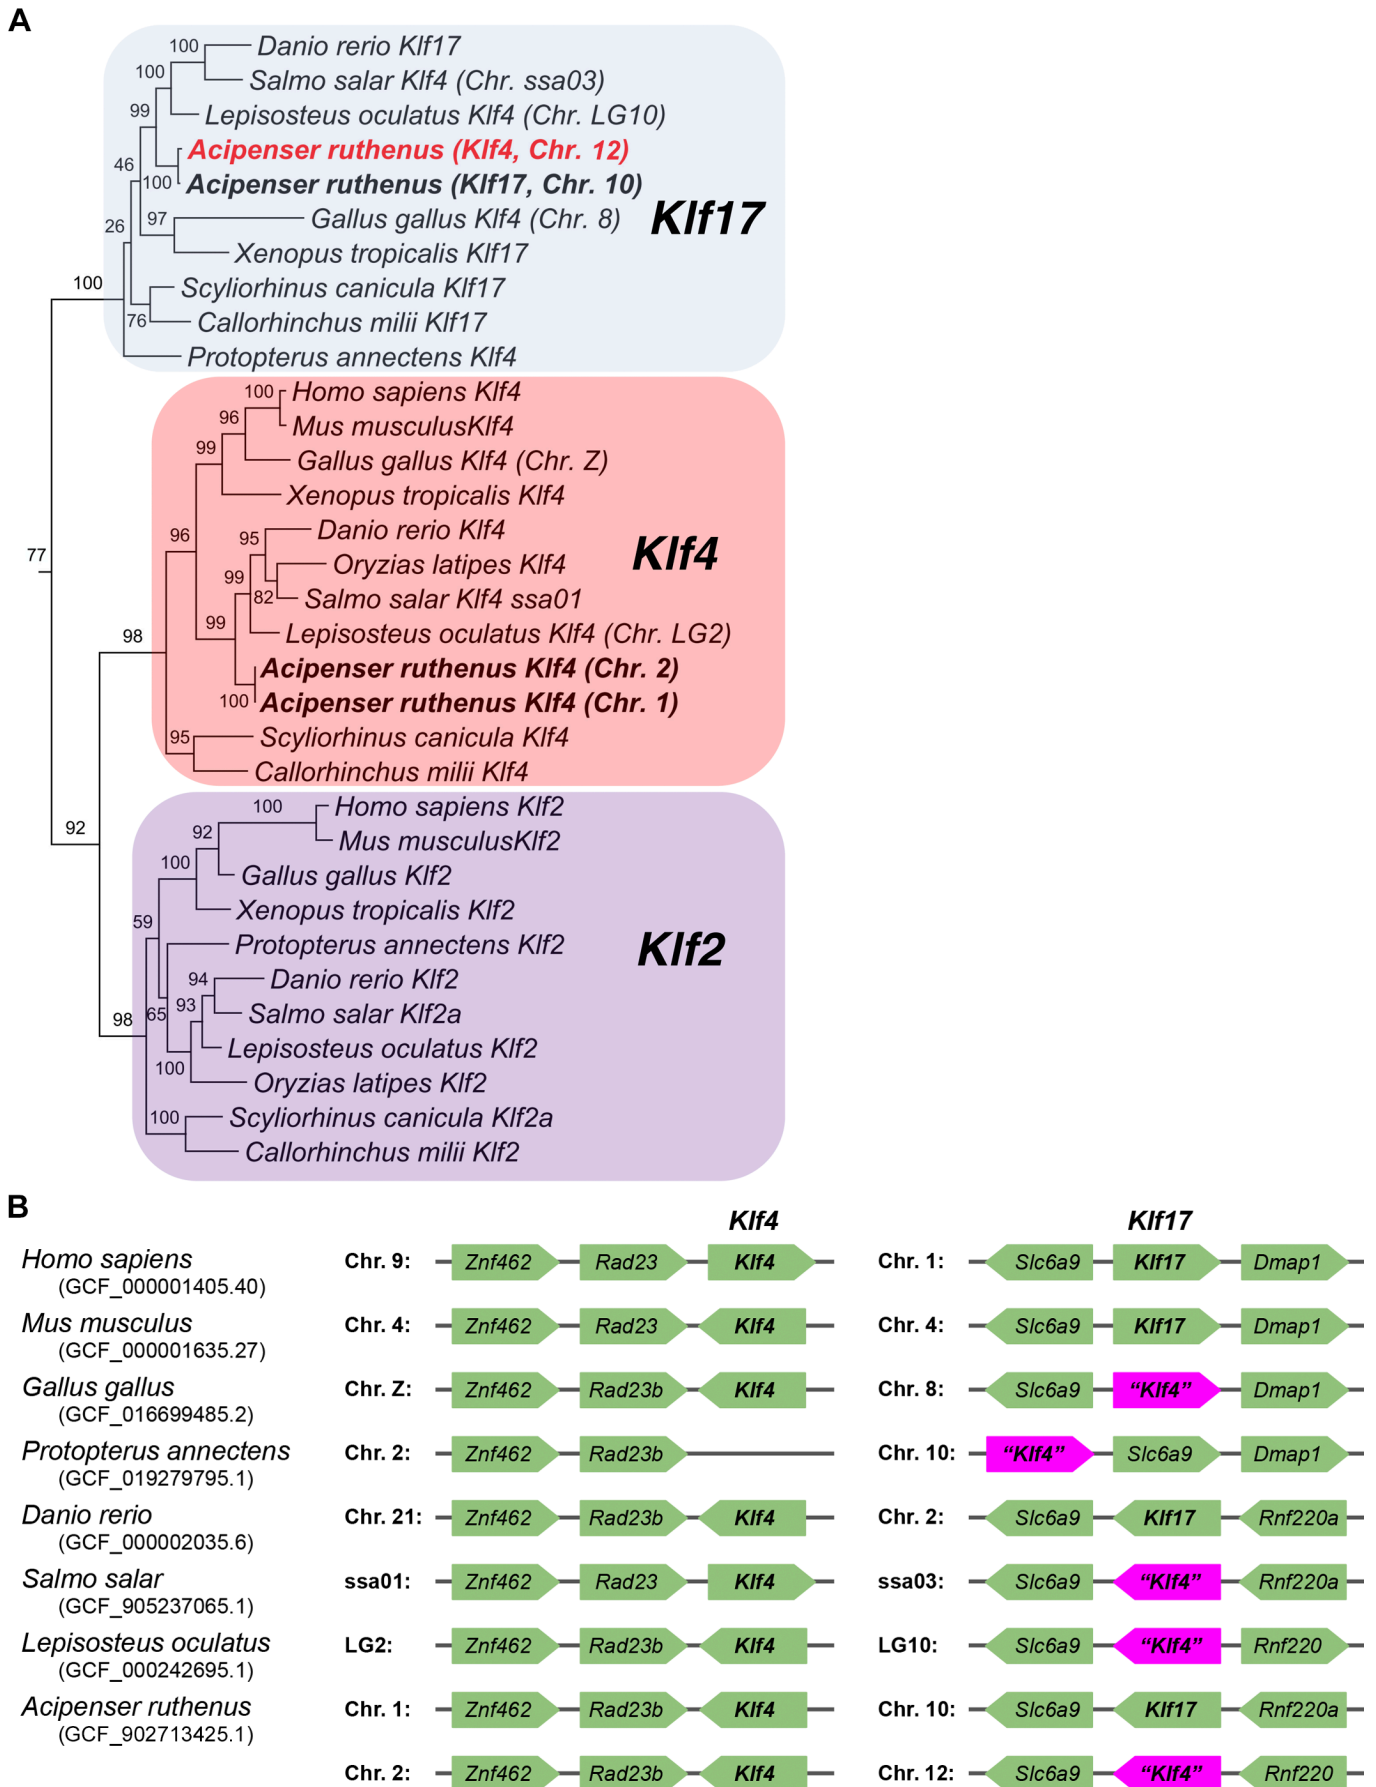 A
100
Danio rerio Klf17
100
Salmo salar Klf4 (Chr. ssa03)
99
Lepisosteus oculatus Klf4 (Chr. LG10)
Acipenser ruthenus (Klf4, Chr. 12)
46
100
Acipenser ruthenus (Klf17, Chr. 10)
Klf17
97
Gallus gallus Klf4 (Chr. 8)
26
Xenopus tropicalis Klf17
100
Scyliorhinus canicula Klf17
76
Callorhinchus milii Klf17
Protopterus annectens Klf4
100
Homo sapiens Klf4
96
Mus musculusKlf4
99
Gallus gallus Klf4 (Chr. Z)
Xenopus tropicalis Klf4
96
95
Danio rerio Klf4
Klf4
77
Oryzias latipes Klf4
99
82
Salmo salar Klf4 ssa01
99
98
Lepisosteus oculatus Klf4 (Chr. LG2)
Acipenser ruthenus Klf4 (Chr. 2)
100
Acipenser ruthenus Klf4 (Chr. 1)
95
Scyliorhinus canicula Klf4
Callorhinchus milii Klf4
100
Homo sapiens Klf2
92
92
Mus musculusKlf2
100
Gallus gallus Klf2
Xenopus tropicalis Klf2
59
Protopterus annectens Klf2
Klf2
94
Danio rerio Klf2
98
65
93
Salmo salar Klf2a
Lepisosteus oculatus Klf2
100
Oryzias latipes Klf2
100
Scyliorhinus canicula Klf2a
Callorhinchus milii Klf2
B
Klf4 Klf17
Homo sapiens Chr. 9: Znf462 Rad23 Klf4 Chr. 1: Slc6a9 Klf17 Dmap1
(GCF_000001405.40)
Mus musculus Chr. 4: Znf462 Rad23 Klf4 Chr. 4: Slc6a9 Klf17 Dmap1
(GCF_000001635.27)
Gallus gallus Chr. Z: Znf462 Rad23b Klf4 Chr. 8: Slc6a9 “Klf4” Dmap1
(GCF_016699485.2)
Protopterus annectens Chr. 2: Znf462 Rad23b Chr. 10: “Klf4” Slc6a9 Dmap1
(GCF_019279795.1)
Danio rerio Chr. 21: Znf462 Rad23b Klf4 Chr. 2: Slc6a9 Klf17 Rnf220a
(GCF_000002035.6)
Salmo salar ssa01: Znf462 Rad23 Klf4 ssa03: Slc6a9 “Klf4” Rnf220a
(GCF_905237065.1)
Lepisosteus oculatus LG2: Znf462 Rad23b Klf4 LG10: Slc6a9 “Klf4” Rnf220
(GCF_000242695.1)
Acipenser ruthenus Chr. 1: Znf462 Rad23b Klf4 Chr. 10: Slc6a9 Klf17 Rnf220a
(GCF_902713425.1)
Chr. 2: Znf462 Rad23b Klf4 Chr. 12: Slc6a9 “Klf4” Rnf220